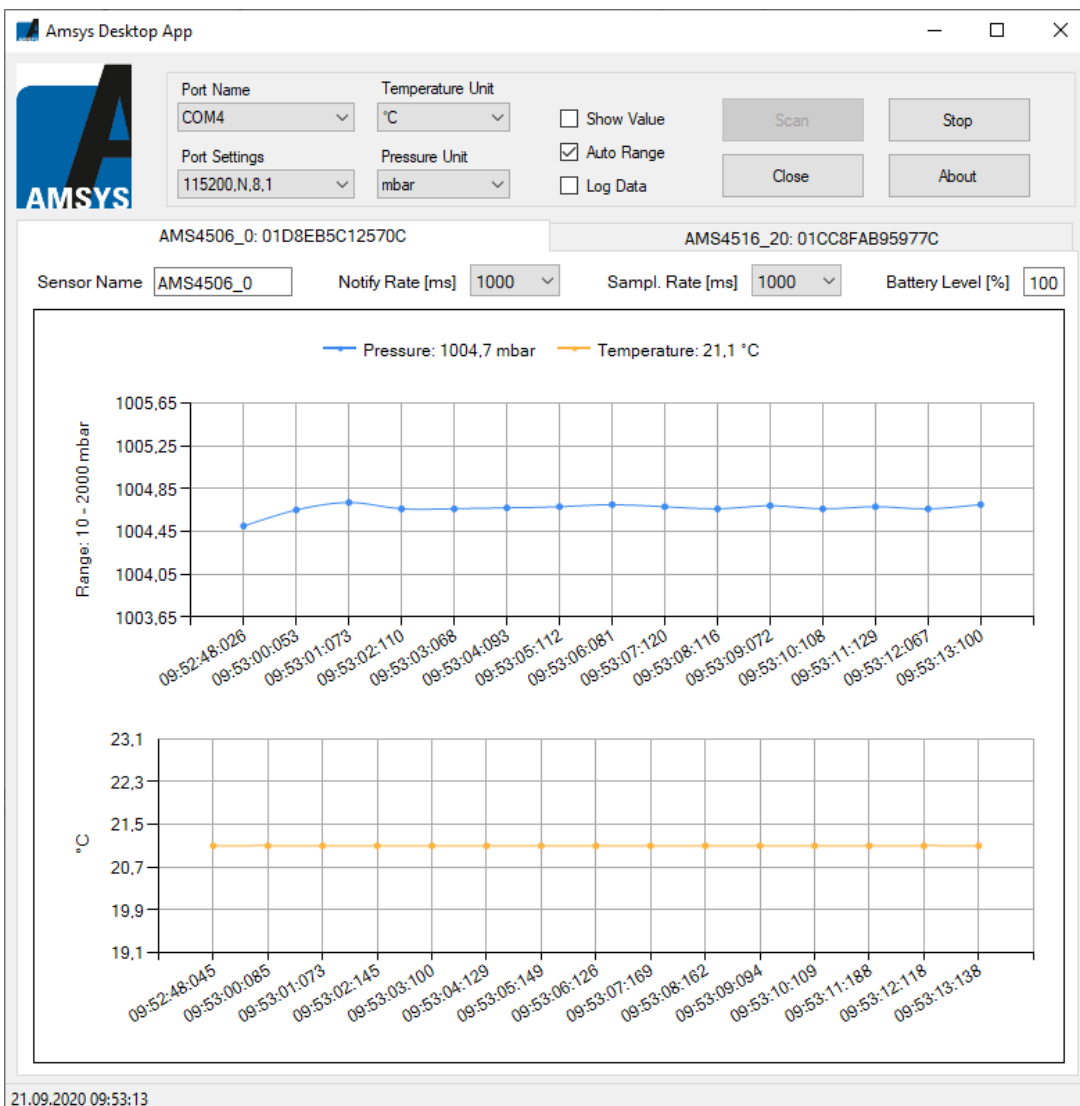 Amsys Desktop App
AMSYS
Port Name
Temperature Unit
COM4
°C
Show Value
Scan
Stop
Port Settings
Pressure Unit
Auto Range
115200,N,8,1
mbar
Log Data
Close
About
AMSYS
AMS4506_0: 01D8EB5C12570C
AMS4516_20: 01CC8FAB95977C
Sensor Name AMS4506_0 Notify Rate [ms] 1000 Sampl. Rate [ms] 1000 Battery Level [%] 100
Pressure: 1004,7 mbar Temperature: 21,1 °C
Range: 10 - 2000 mbar
1005,65
1005,25
1004,85
1004,45
1004,05
1003,65
09:52:48:026
09:53:00:053
09:53:01:073
09:53:02:110
09:53:03:068
09:53:04:093
09:53:05:112
09:53:06:081
09:53:07:120
09:53:08:116
09:53:09:072
09:53:10:108
09:53:11:129
09:53:12:067
09:53:13:100
°C
23,1
22,3
21,5
20,7
19,9
19,1
09:52:48:045
09:53:00:085
09:53:01:073
09:53:02:145
09:53:03:100
09:53:04:129
09:53:05:149
09:53:06:126
09:53:07:169
09:53:08:162
09:53:09:094
09:53:10:109
09:53:11:188
09:53:12:118
09:53:13:138
21.09.2020 09:53:13